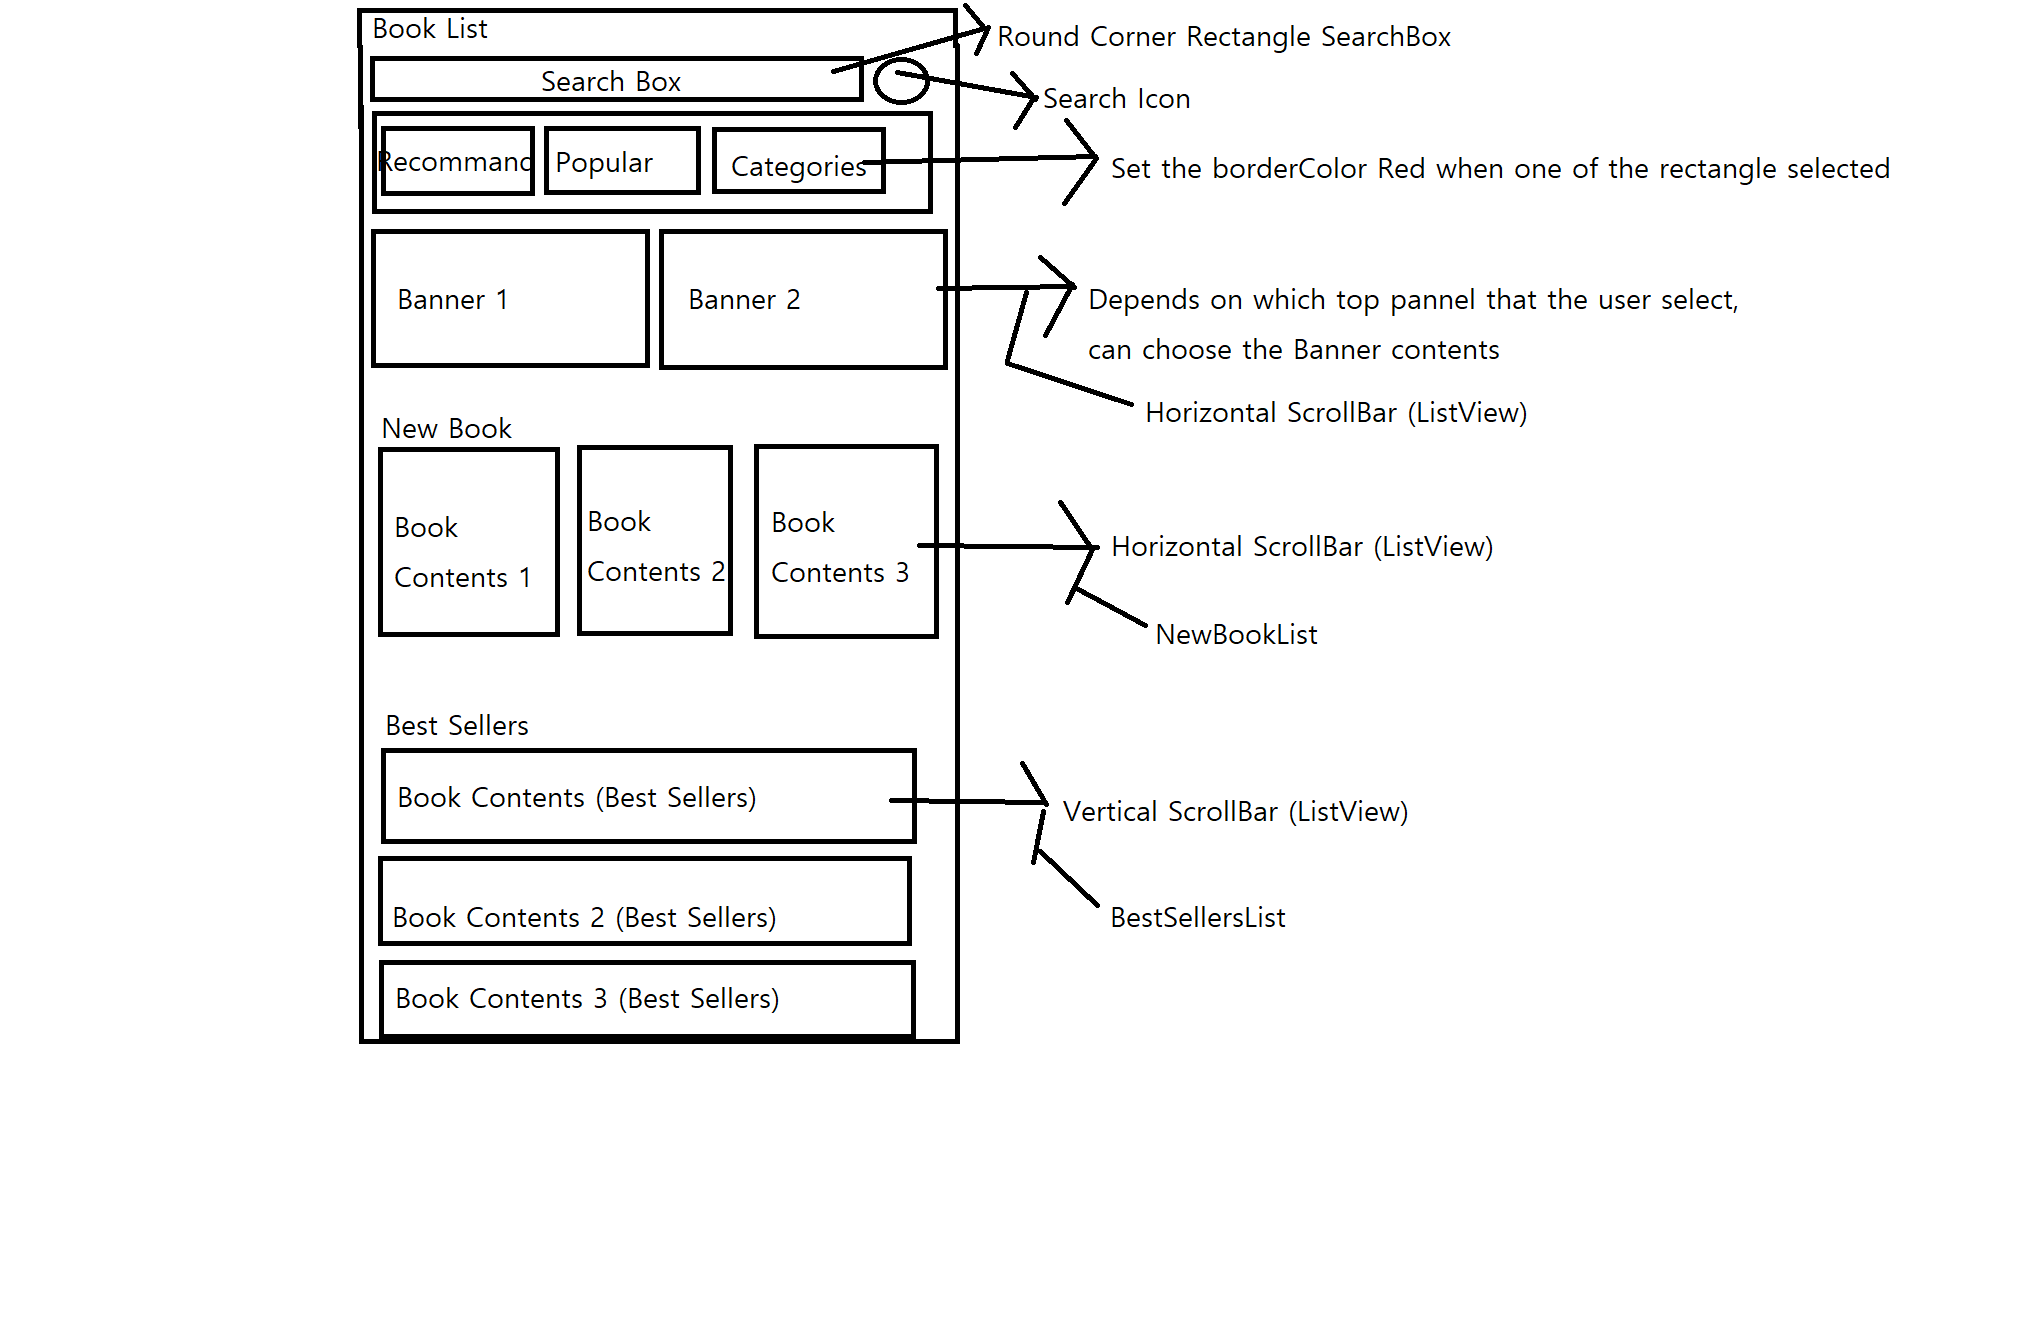 Book List
Round Corner Rectangle SearchBox
Search Box
Search Icon
Recommand
Popular
Categories
Set the borderColor Red when one of the rectangle selected
Banner 1
Banner 2
Depends on which top pannel that the user select,
can choose the Banner contents
Horizontal ScrollBar (ListView)
New Book
Book
Contents 1
Book
Contents 2
Book
Contents 3
Horizontal ScrollBar (ListView)
NewBookList
Best Sellers
Book Contents (Best Sellers)
Vertical ScrollBar (ListView)
Book Contents 2 (Best Sellers)
BestSellersList
Book Contents 3 (Best Sellers)